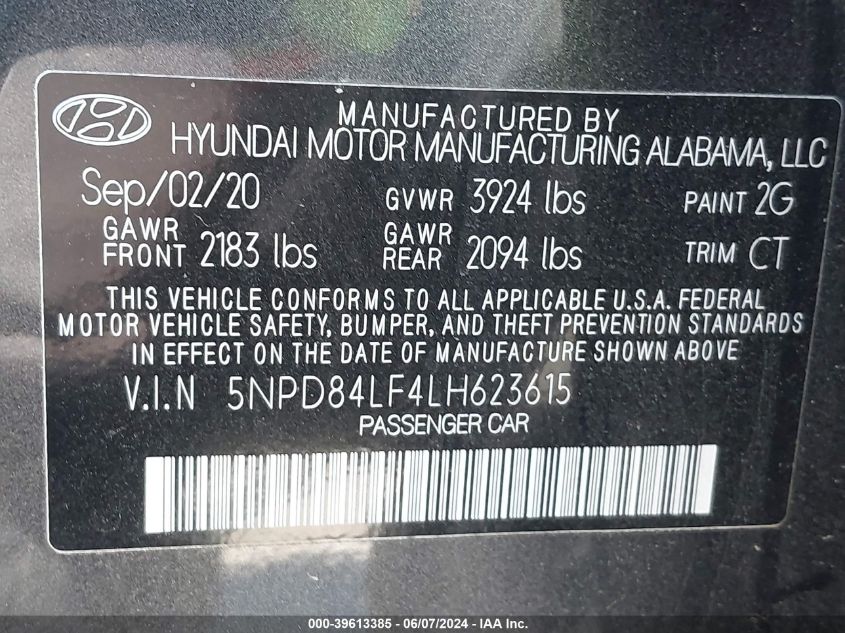 MANUFACTURED BY
HYUNDAI MOTOR MANUFACTURING ALABAMA, LLC
Sep/02/20 GVWR 3924 lbs PAINT 2G
GAWR FRONT 2183 lbs GAWR REAR 2094 lbs TRIM CT
THIS VEHICLE CONFORMS TO ALL APPLICABLE U.S.A. FEDERAL
MOTOR VEHICLE SAFETY, BUMPER, AND THEFT PREVENTION STANDARDS
IN EFFECT ON THE DATE OF MANUFACTURE SHOWN ABOVE
V.I.N 5NPD84LF4LH623615
PASSENGER CAR
000-39613385 - 06/07/2024 - IAA Inc.